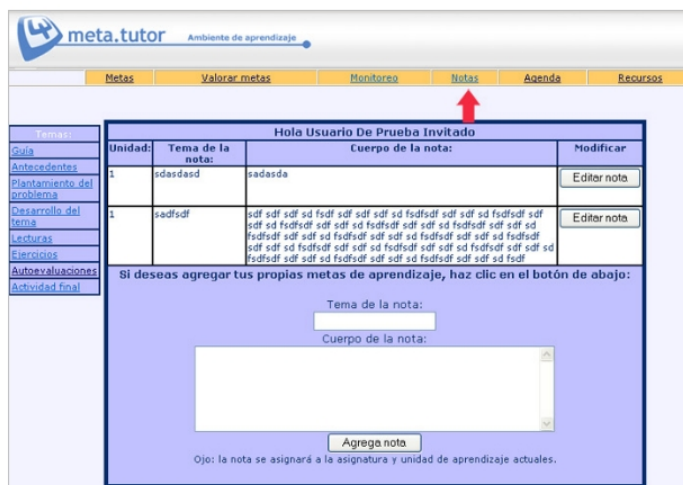 meta.tutor
Ambiente de aprendizaje
Metas Valorar metas Monitoreo Notas Agenda Recursos
Temas:
Guía
Antecedentes
Plantamiento del
problema
Desarrollo del
tema
Lecturas
Ejercicios
Autoevaluaciones
Actividad final
Hola Usuario De Prueba Invitado
Unidad: Tema de la nota: Cuerpo de la nota: Modificar
1 sdasdasd sadasda Editar nota
1 sadfsdf sdf sdf sdf sd fsdf sdf sdf sdf sd fsdfsdf sdf sdf sd fsdfsdf sdf Editar nota
sdf sd fsdfsdf sdf sdf sd fsdfsdf sdf sdf sd fsdfsdf sdf sdf sd
fsdfsdf sdf sdf sd fsdfsdf sdf sdf sd fsdfsdf sdf sdf sd fsdfsdf
sdf sdf sd fsdfsdf sdf sdf sd fsdfsdf sdf sdf sd fsdfsdf sdf sdf sd
fsdfsdf sdf sdf sd fsdfsdf sdf sdf sd fsdfsdf sdf sdf sd fsdf
Si deseas agregar tus propias metas de aprendizaje, haz clic en el botón de abajo:
Tema de la nota:
Cuerpo de la nota:
Agrega nota
Ojo: la nota se asignará a la asignatura y unidad de aprendizaje actuales.